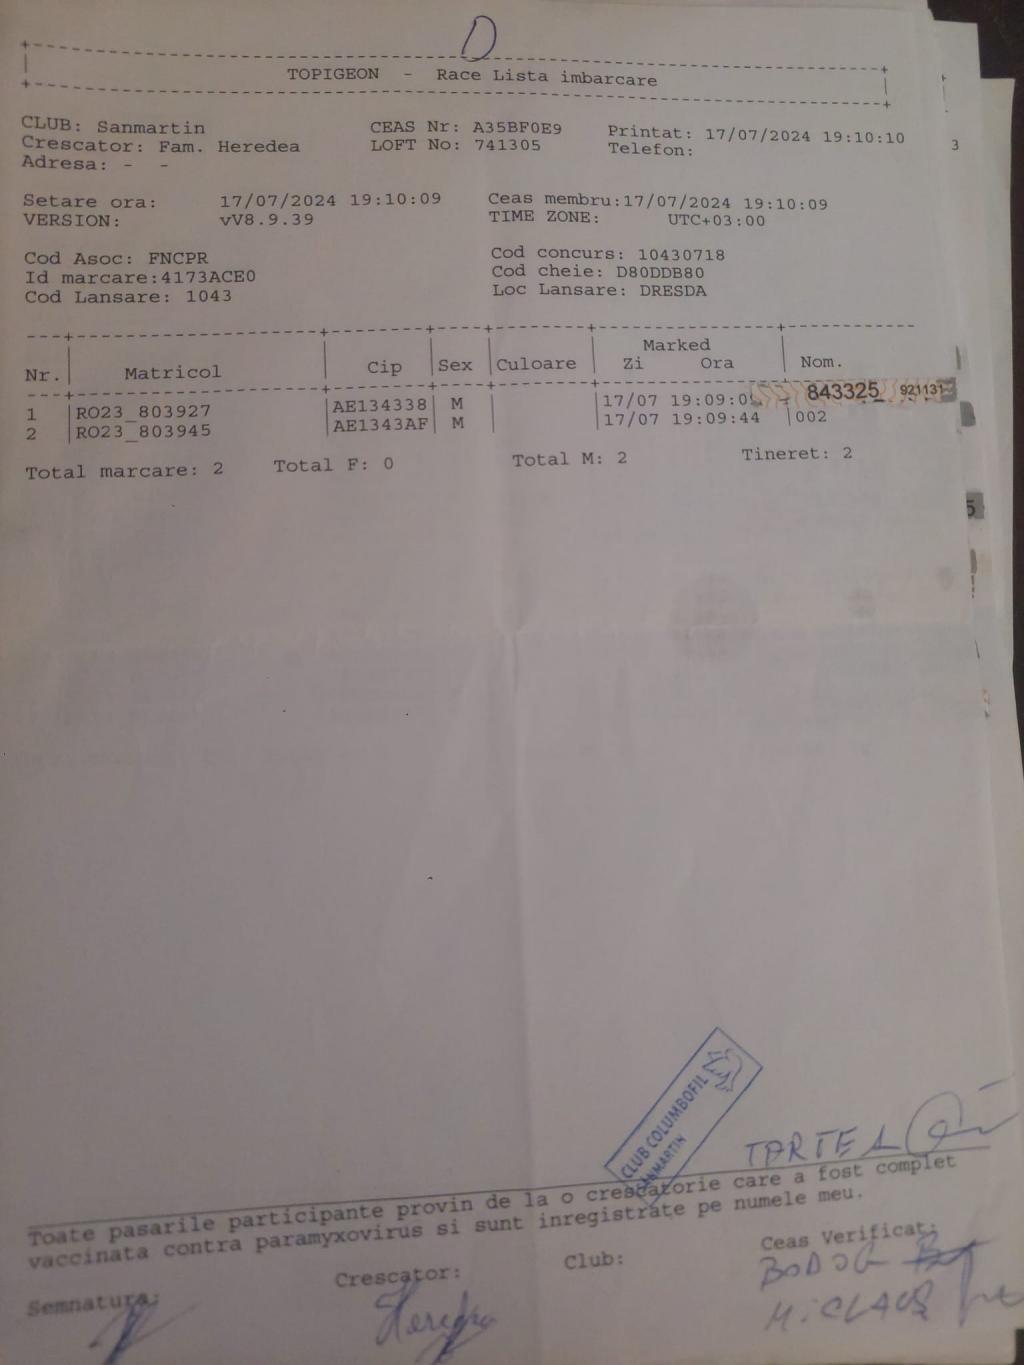 D
TOPIGEON - Race Lista imbarcare
CLUB: Sanmartin CEAS Nr: A35BF0E9 Printat: 17/07/2024 19:10:10
Crescator: Fam. Heredea LOFT No: 741305 Telefon:
3
Adresa: - -
Setare ora: 17/07/2024 19:10:09 Ceas membru:17/07/2024 19:10:09
VERSION: vV8.9.39 TIME ZONE: UTC+03:00
Cod Asoc: FNCPR Cod concurs: 10430718
Id marcare:4173ACE0 Cod cheie: D80DDB80
Cod Lansare: 1043 Loc Lansare: DRESDA
Marked
Nr. Matricol Cip Sex Culoare Zi Ora Nom.
843325 921131
1 RO23_803927 AE134338 M 17/07 19:09:0
2 RO23_803945 AE1343AF M 17/07 19:09:44 002
Total marcare: 2 Total F: 0 Total M: 2 Tineret: 2
5
CLUB COLUMBOFIL
SANMARTIN
Toate pasarile participante provin de la o crescatorie care a fost complet
vaccinata contra paramyxovirus si sunt inregistrate pe numele meu.
Semnatura: Crescator: Club: Ceas Verificat: